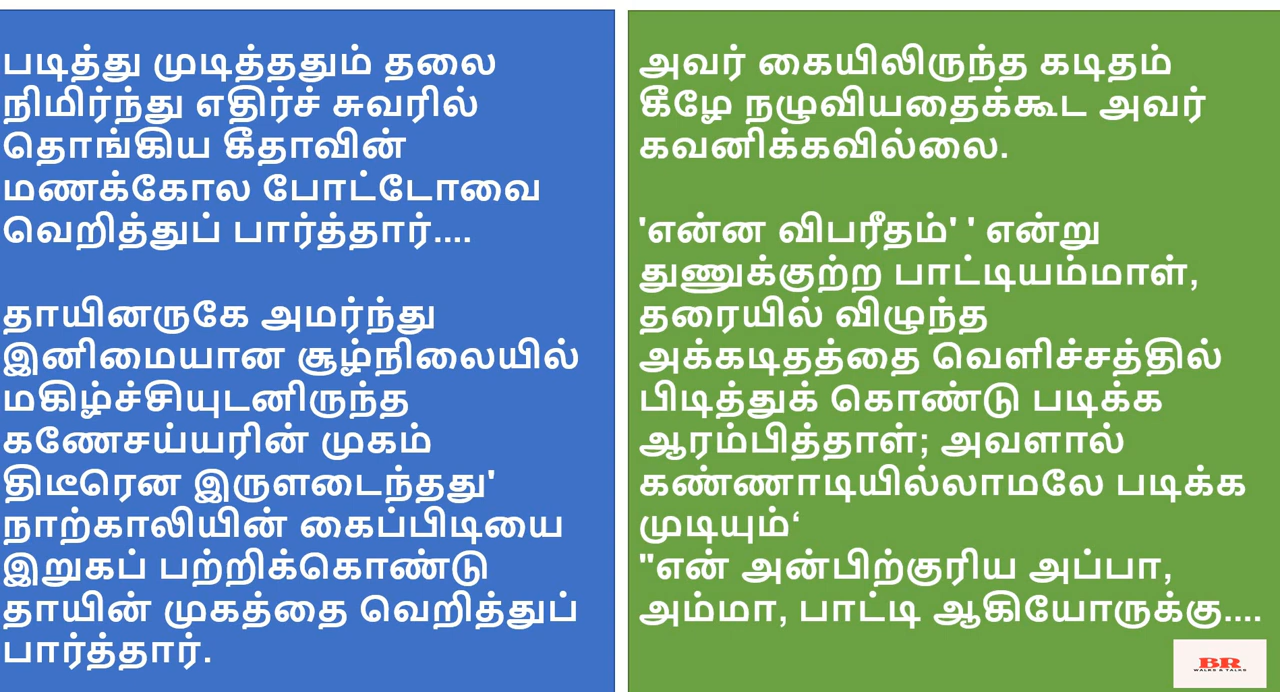 படித்து முடித்ததும் தலை
நிமிர்ந்து எதிர்ச் சுவரில்
தொங்கிய கீதாவின்
மணக்கோல போட்டோவை
வெறித்துப் பார்த்தார்....
தாயினருகே அமர்ந்து
இனிமையான சூழ்நிலையில்
மகிழ்ச்சியுடனிருந்த
கணேசய்யரின் முகம்
திடீரென இருளடைந்தது'
நாற்காலியின் கைப்பிடியை
இறுகப் பற்றிக்கொண்டு
தாயின் முகத்தை வெறித்துப்
பார்த்தார்.
அவர் கையிலிருந்த கடிதம்
கீழே நழுவியதைக்கூட அவர்
கவனிக்கவில்லை.
'என்ன விபரீதம்' ' என்று
துணுக்குற்ற பாட்டியம்மாள்,
தரையில் விழுந்த
அக்கடிதத்தை வெளிச்சத்தில்
பிடித்துக் கொண்டு படிக்க
ஆரம்பித்தாள்; அவளால்
கண்ணாடியில்லாமலே படிக்க
முடியும்‘
"என் அன்பிற்குரிய அப்பா,
அம்மா, பாட்டி ஆகியோருக்கு....
BR
WALKS & TALKS